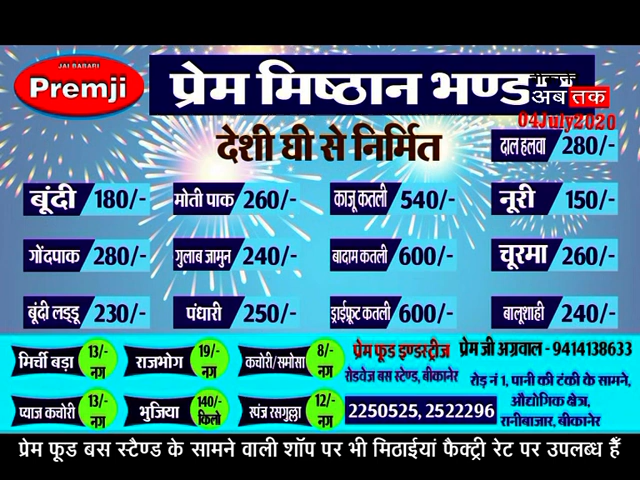 JAI BABARI
Premji
प्रेम मिष्ठान भण्ड
अब तक
04July2020
देशी घी से निर्मित
दाल हलवा 280/-
बूंदी 180/-
मोती पाक 260/-
काजू कतली 540/-
नूरी 150/-
गोंदपाक 280/-
गुलाब जामुन 240/-
बादाम कतली 600/-
चूरमा 260/-
बूंदी लड्डू 230/-
पंधारी 250/-
ड्राईफ्रूट कतली 600/-
बालूशाही 240/-
मिर्ची बड़ा 13/- नग
राजभोग 19/- नग
कचोरी/समोसा 8/- नग
प्याज कचोरी 13/- नग
भुजिया 140/- किलो
स्पंज रसगुल्ला 12/- नग
प्रेम फूड इण्डस्ट्रीज
रोडवेज बस स्टेण्ड, बीकानेर
2250525, 2522296
प्रेम जी अग्रवाल - 9414138633
रोड़ नं 1, पानी की टंकी के सामने,
औद्योगिक क्षेत्र,
रानीबाजार, बीकानेर
प्रेम फूड बस स्टैण्ड के सामने वाली शॉप पर भी मिठाईयां फैक्ट्री रेट पर उपलब्ध हैं